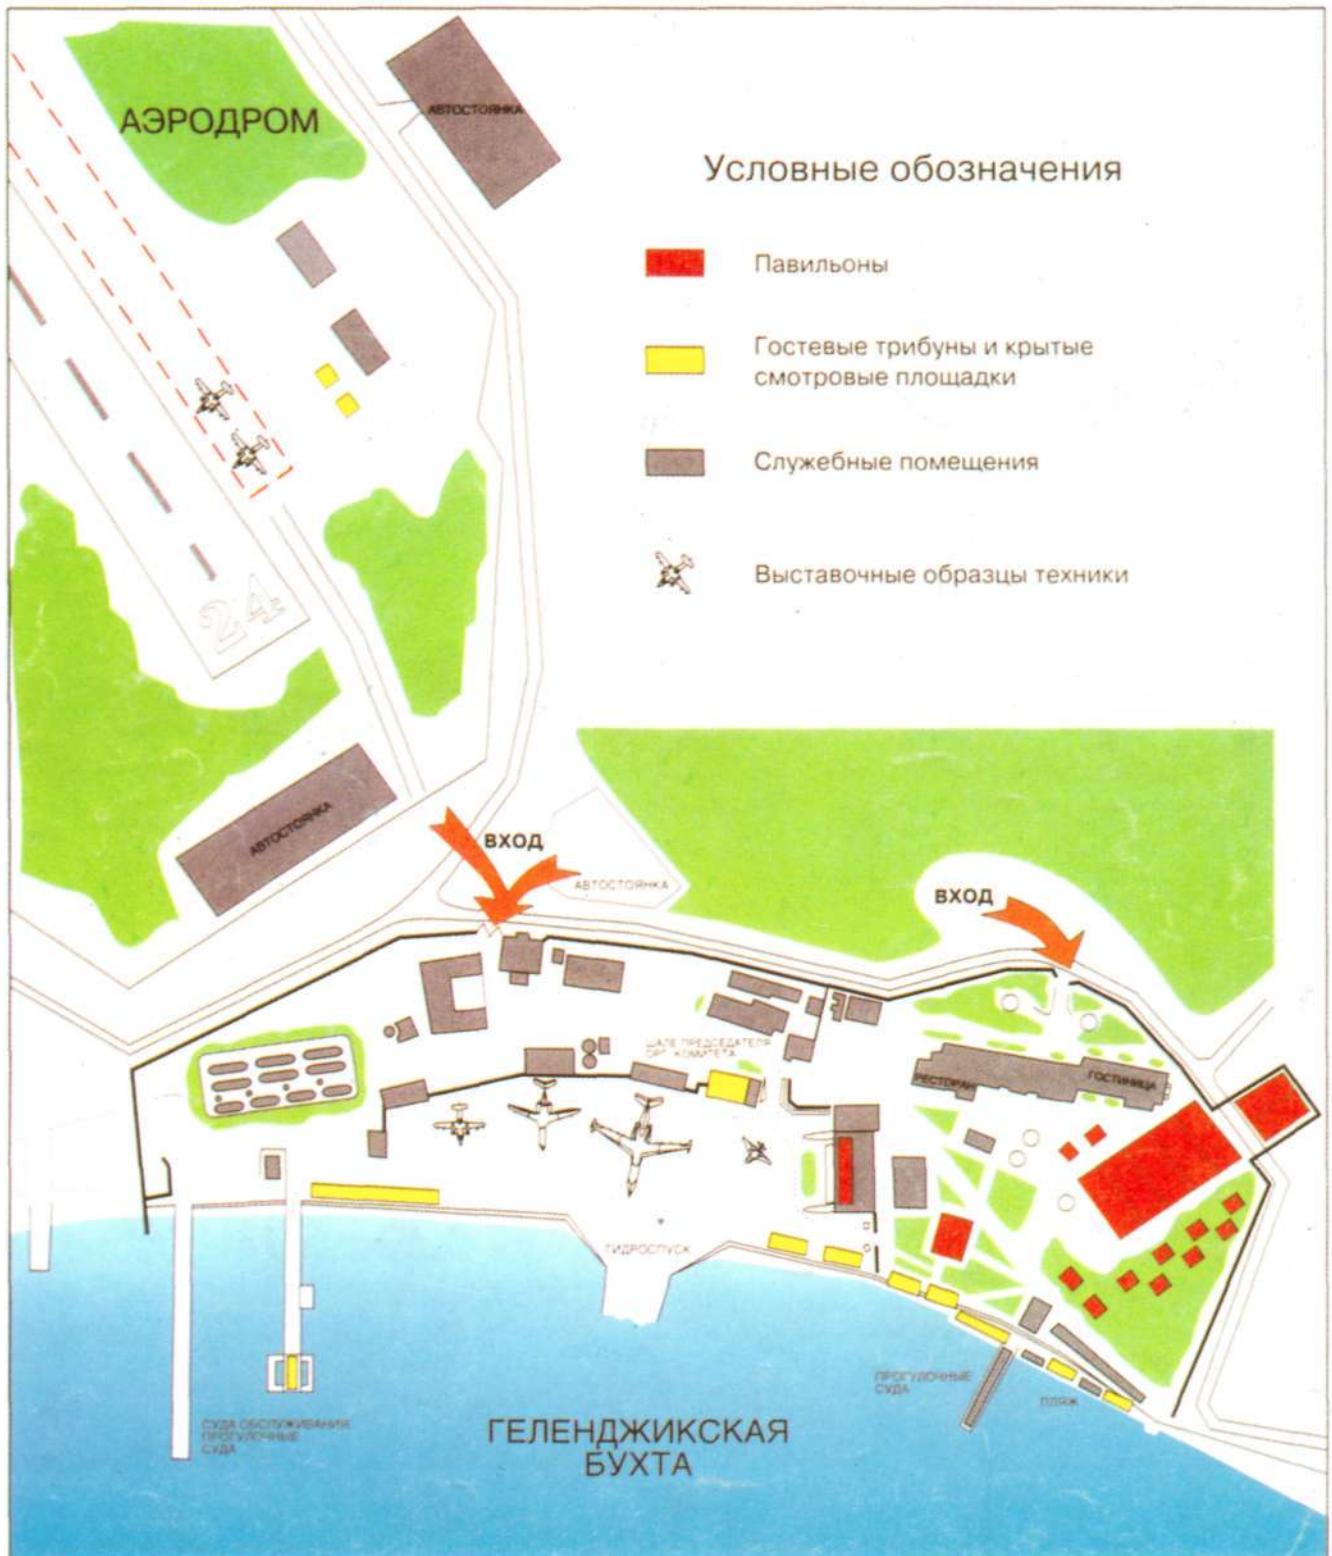 АЭРОДРОМ
АВТОСТОЯНКА
Условные обозначения
Павильоны
Гостевые трибуны и крытые
смотровые площадки
Служебные помещения
Выставочные образцы техники
24
АВТОСТОЯНКА
ВХОД
АВТОСТОЯНКА
ВХОД
ШАЛЕ ПРЕДСЕДАТЕЛЯ
ОРГ. КОМИТЕТА
РЕСТОРАН
ГОСТИНИЦА
ГИДРОСПУСК
ПРОГУЛОЧНЫЕ
СУДА
ПЛЯЖ
СУДА ОБСЛУЖИВАНИЯ,
ПРОГУЛОЧНЫЕ
СУДА
ГЕЛЕНДЖИКСКАЯ
БУХТА